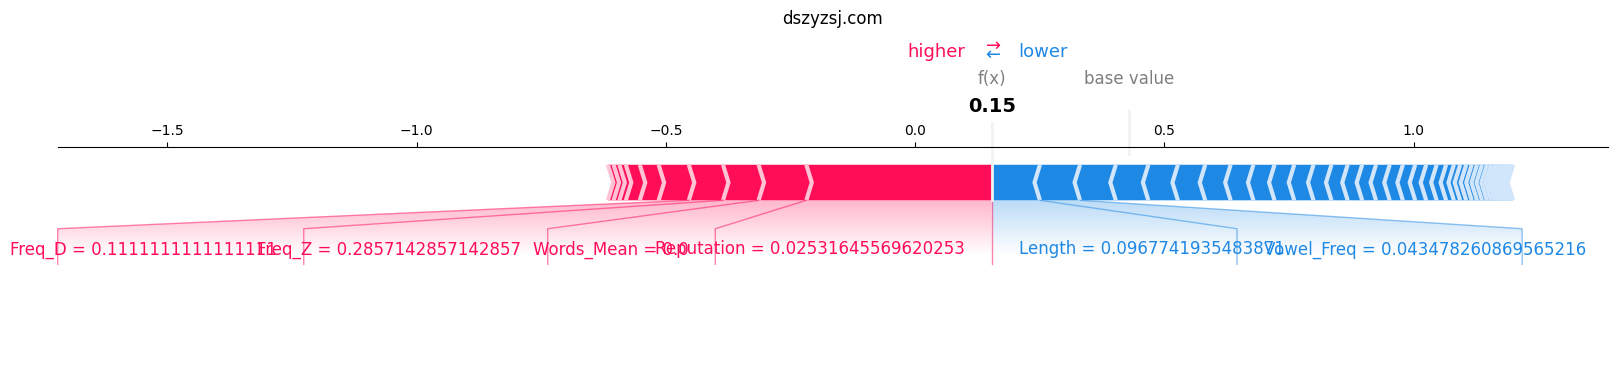 dszyzsj.com
higher → ← lower
f(x) base value
0.15
−1.5 −1.0 −0.5 0.0 0.5 1.0
Freq_D = 0.1111111111111111 Freq_Z = 0.2857142857142857 Words_Mean = 0.0 Reputation = 0.02531645569620253 Length = 0.0967741935483871 Vowel_Freq = 0.043478260869565216